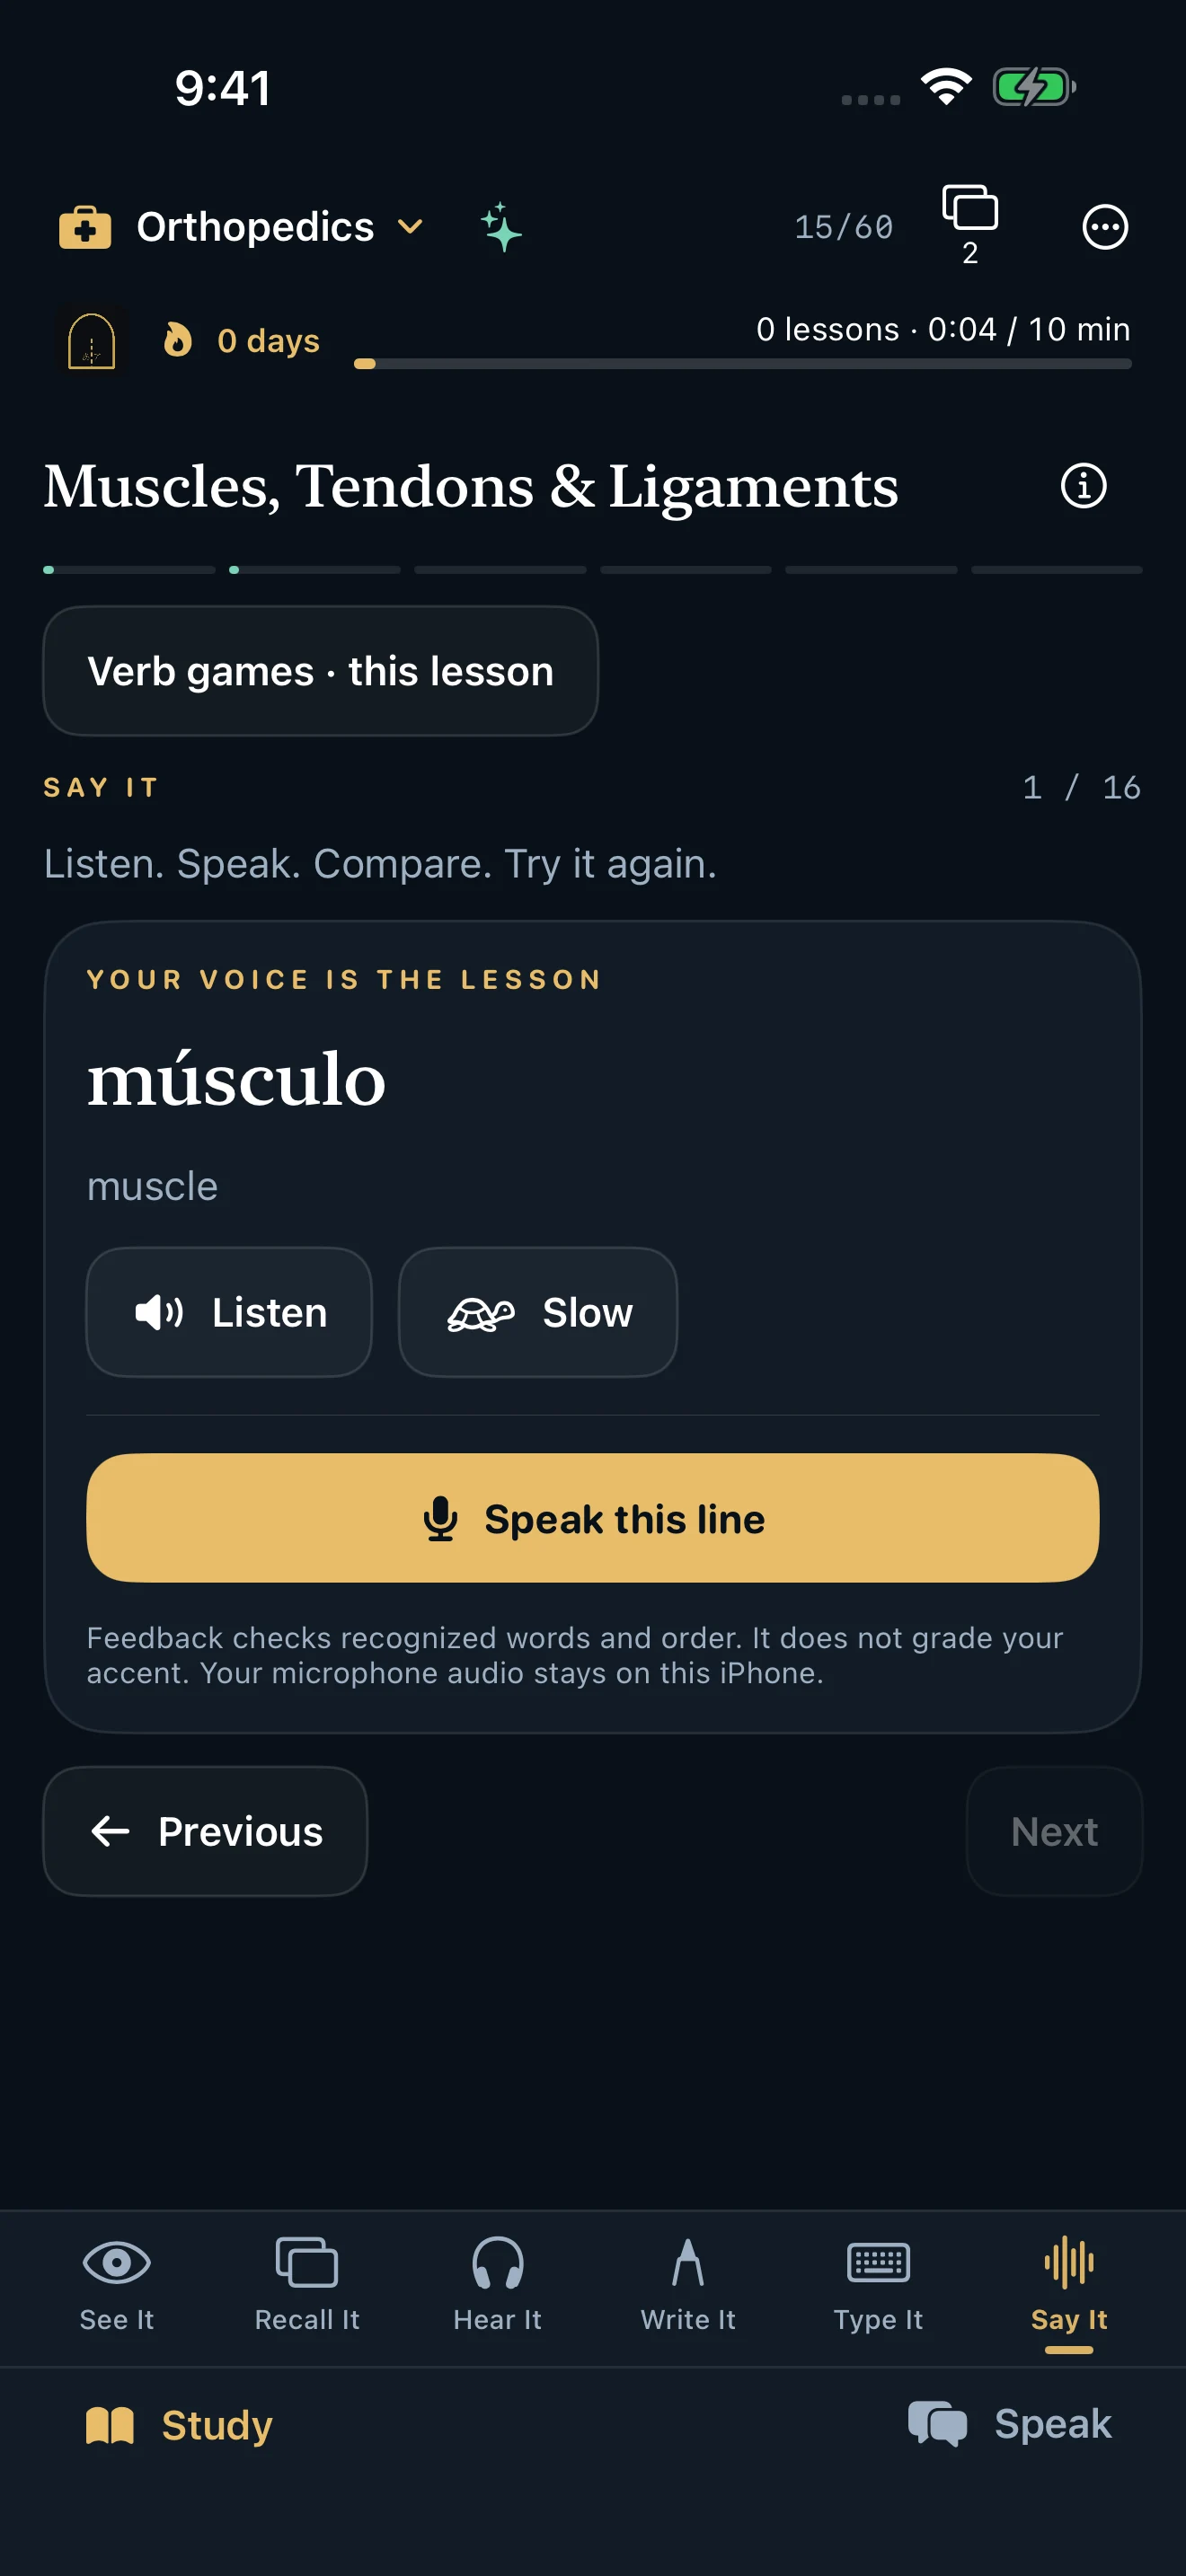 9:41
Orthopedics
15/60
2
0 days
0 lessons · 0:04 / 10 min
Muscles, Tendons & Ligaments
Verb games · this lesson
SAY IT
1 / 16
Listen. Speak. Compare. Try it again.
YOUR VOICE IS THE LESSON
músculo
muscle
Listen
Slow
Speak this line
Feedback checks recognized words and order. It does not grade your
accent. Your microphone audio stays on this iPhone.
Previous
Next
See It
Recall It
Hear It
Write It
Type It
Say It
Study
Speak